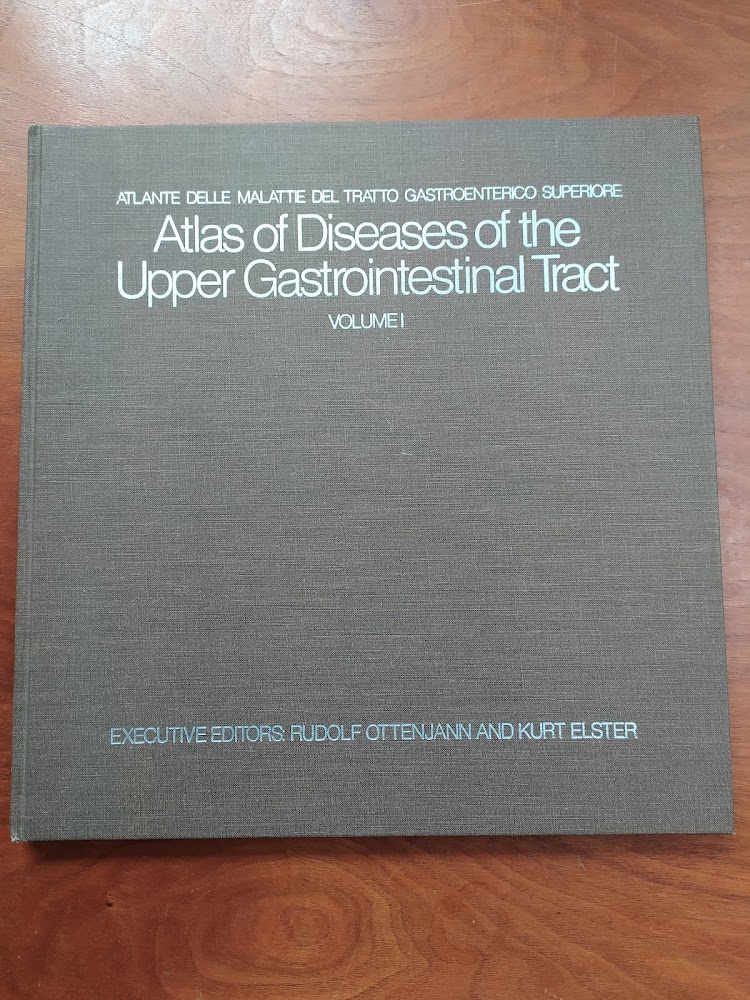 ATLANTE DELLE MALATTIE DEL TRATTO GASTROENTERICO SUPERIORE.
Atlas of Diseases of the
Upper Gastrointestinal Tract
VOLUME I
EXECUTIVE EDITORS: RUDOLF OTTENJANN AND KURT ELSTER